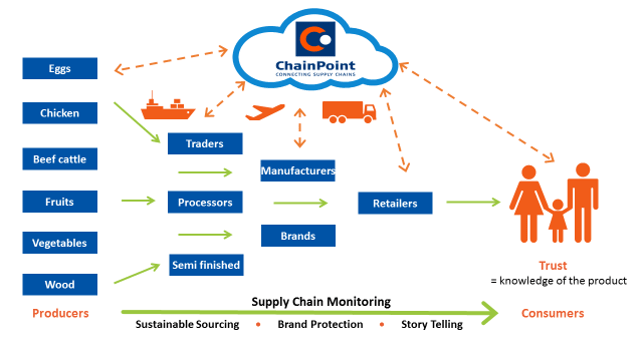 ChainPoint
CONNECTING SUPPLY CHAINS
Eggs
Chicken
Beef cattle
Fruits
Vegetables
Wood
Producers
Traders
Processors
Semi finished
Manufacturers
Brands
Retailers
Trust
= knowledge of the product
Consumers
Supply Chain Monitoring
Sustainable Sourcing • Brand Protection • Story Telling